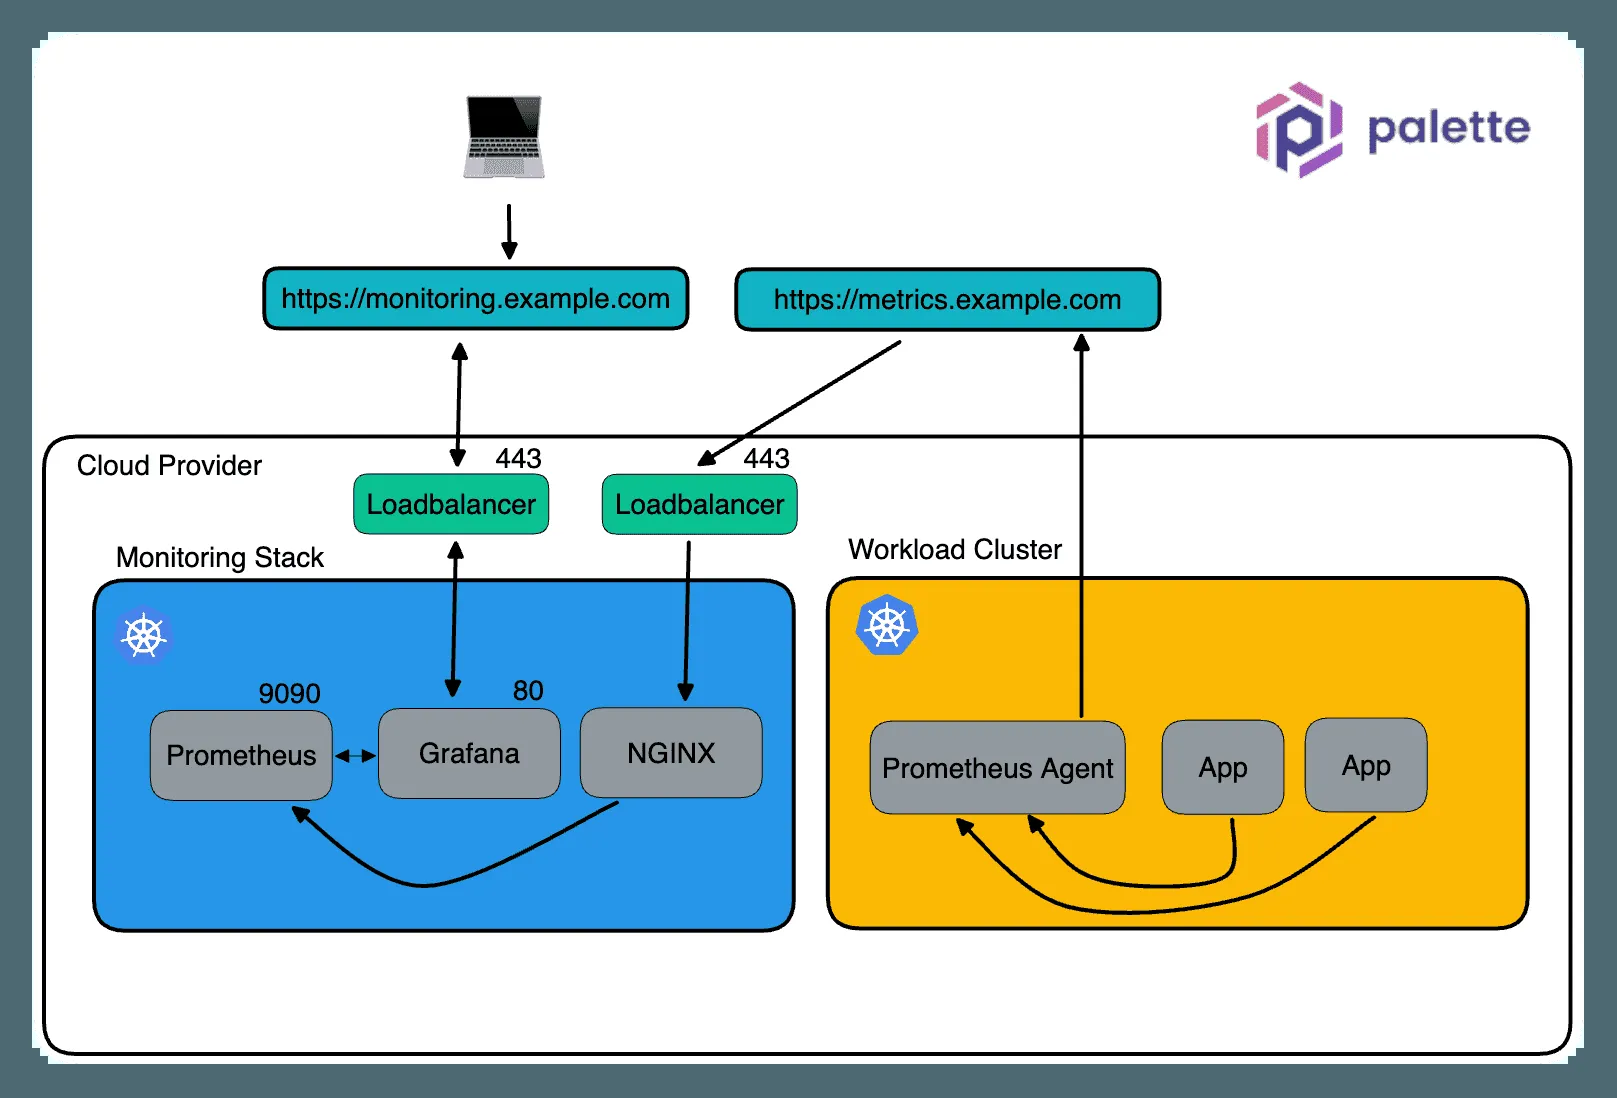 palette
https://monitoring.example.com
https://metrics.example.com
Cloud Provider
443
443
Loadbalancer
Loadbalancer
Monitoring Stack
Workload Cluster
9090
80
Prometheus
Grafana
NGINX
Prometheus Agent
App
App